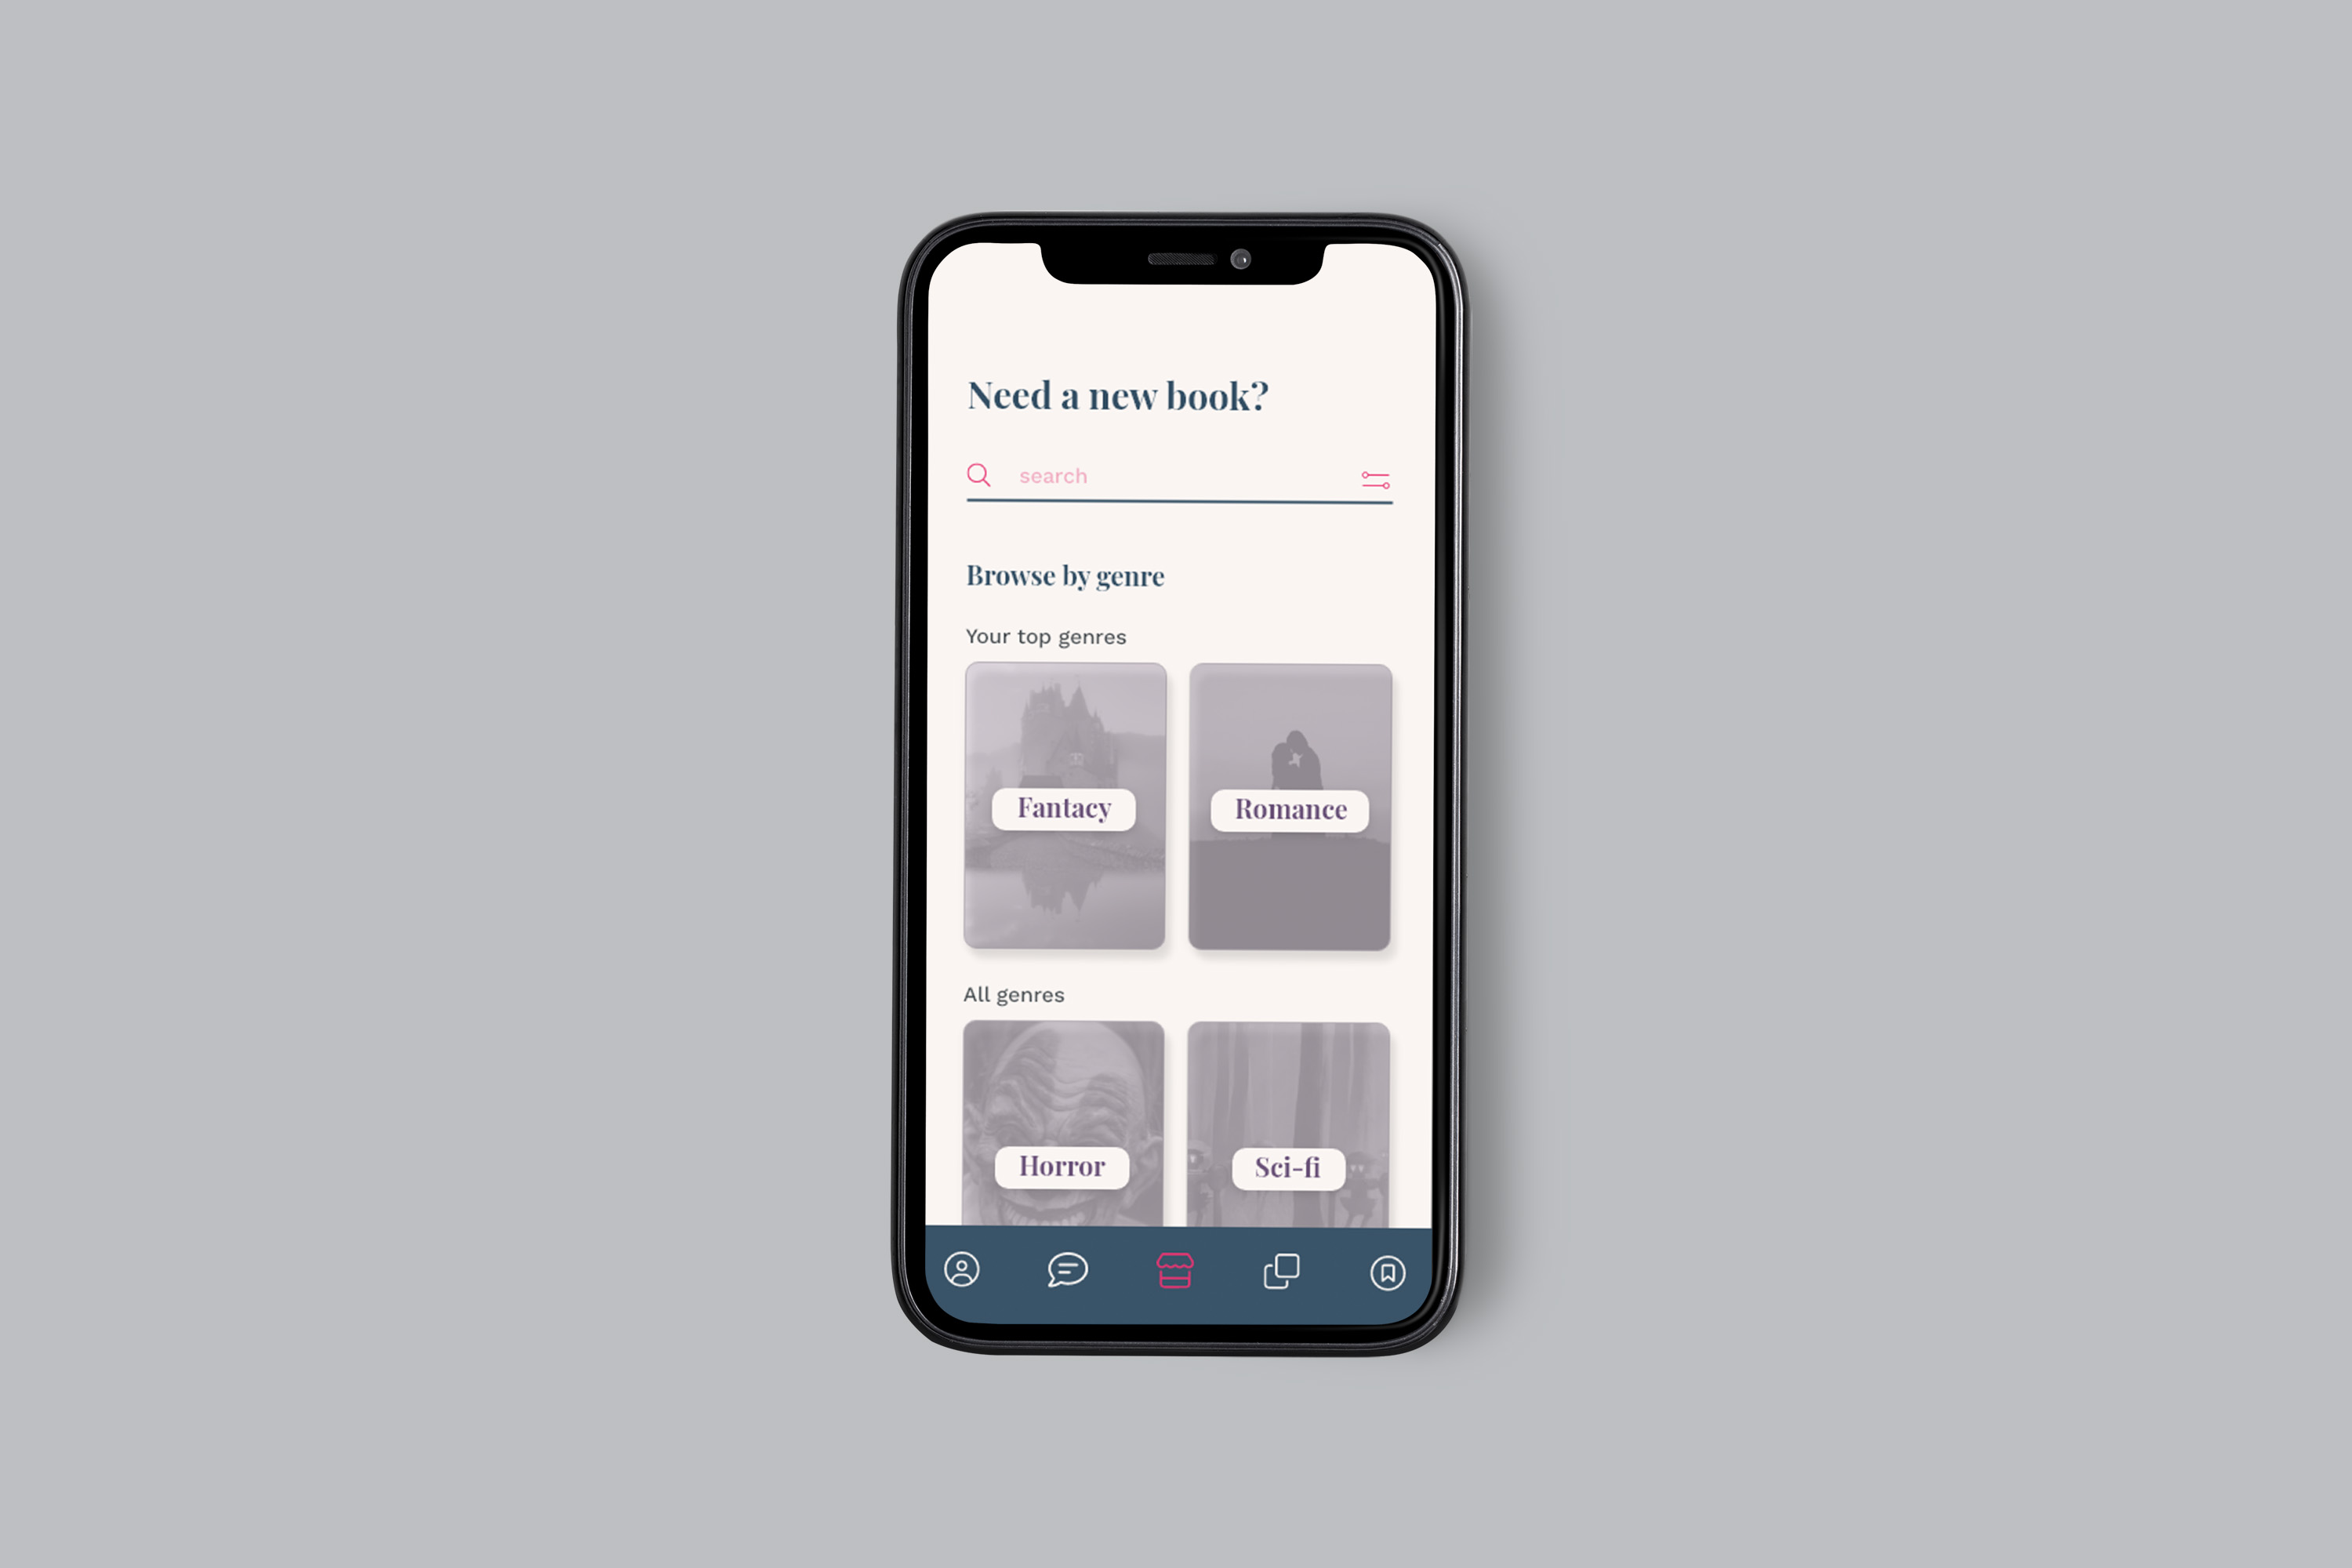 Need a new book?
search
Browse by genre
Your top genres
Fantacy
Romance
All genres
Horror
Sci-fi